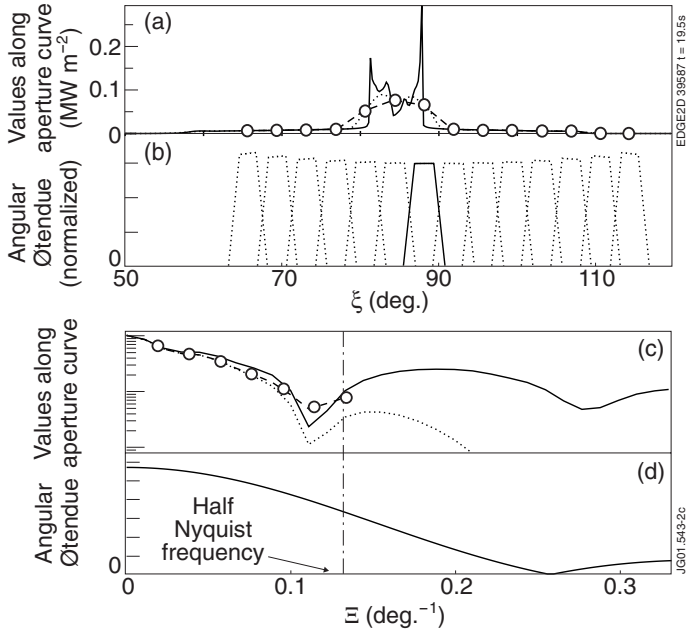 Values along
aperture curve
(MW m⁻²)
0.2
0.1
0
(a)
EDGE2D 39587 t = 19.5s
Angular
Øtendue
(normalized)
0
(b)
50
70
90
110
ξ (deg.)
Values along
aperture curve
(c)
Angular
Øtendue
0
(d)
Half
Nyquist
frequency
JG01.543-2c
0
0.1
0.2
0.3
Ξ (deg.⁻¹)